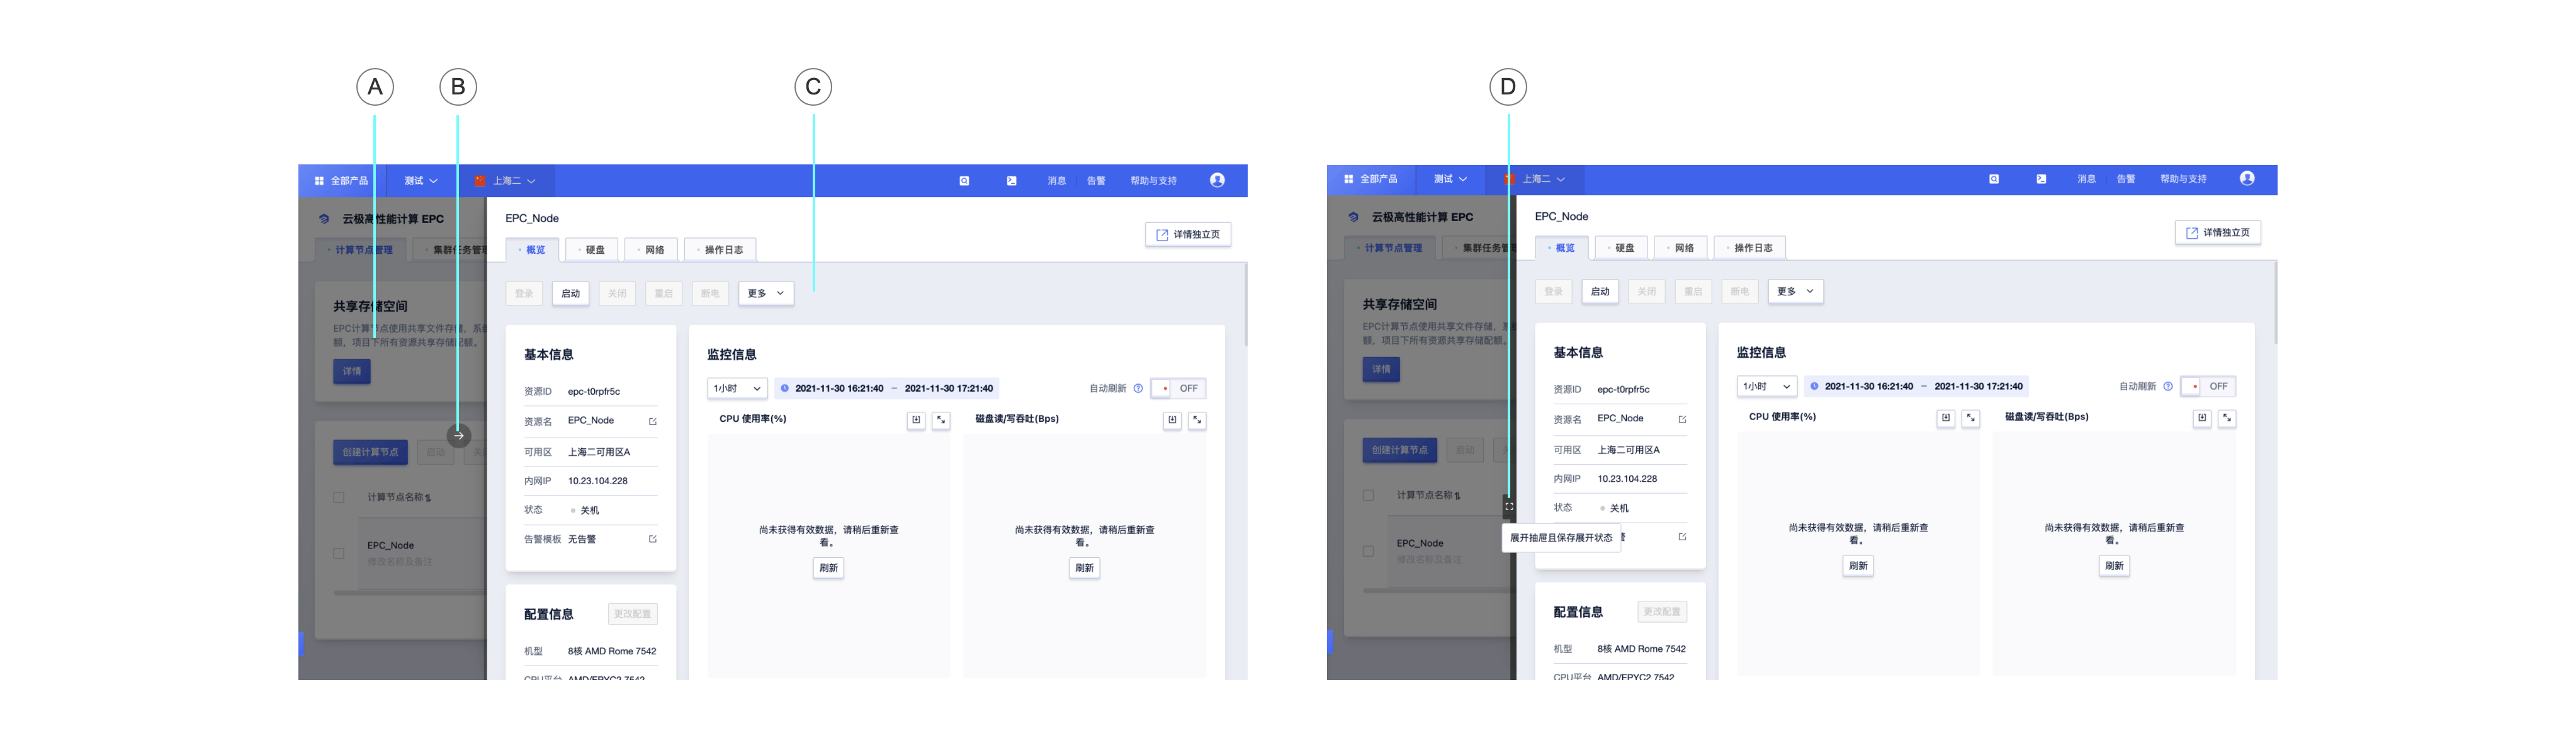 A
B
C
D
全部产品
测试
上海二
消息
告警
帮助与支持
云极高性能计算 EPC
计算节点管理
集群任务管理
EPC_Node
详情独立页
概览
硬盘
网络
操作日志
登录
启动
关闭
重启
断电
更多
共享存储空间
EPC计算节点使用共享文件存储,
额,项目下所有资源共享存储配额。
详情
创建计算节点
启动
计算节点名称
EPC_Node
修改名称及备注
基本信息
资源ID epc-t0rpfr5c
资源名 EPC_Node
可用区 上海二可用区A
内网IP 10.23.104.228
状态 关机
告警模板 无告警
配置信息
更改配置
机型 8核 AMD Rome 7542
CPU平台 AMD/EPYC2 7542
监控信息
1小时
2021-11-30 16:21:40 – 2021-11-30 17:21:40
自动刷新
OFF
CPU 使用率(%)
磁盘读/写吞吐(Bps)
尚未获得有效数据,请稍后重新查
看。
刷新
尚未获得有效数据,请稍后重新查
看。
刷新
全部产品
测试
上海二
消息
告警
帮助与支持
云极高性能计算 EPC
计算节点管理
EPC_Node
详情独立页
概览
硬盘
网络
操作日志
登录
启动
关闭
重启
断电
更多
共享存储空间
EPC计算节点使用共享文件存储,
额,项目下所有资源共享存储配额。
详情
创建计算节点
启动
计算节点名称
EPC_Node
修改名称及备注
基本信息
资源ID epc-t0rpfr5c
资源名 EPC_Node
可用区 上海二可用区A
内网IP 10.23.104.228
状态 关机
展开抽屉且保存展开状态
配置信息
更改配置
机型 8核 AMD Rome 7542
CPU平台 AMD/EPYC2 7542
监控信息
1小时
2021-11-30 16:21:40 – 2021-11-30 17:21:40
自动刷新
OFF
CPU 使用率(%)
磁盘读/写吞吐(Bps)
尚未获得有效数据,请稍后重新查
看。
刷新
尚未获得有效数据,请稍后重新查
看。
刷新